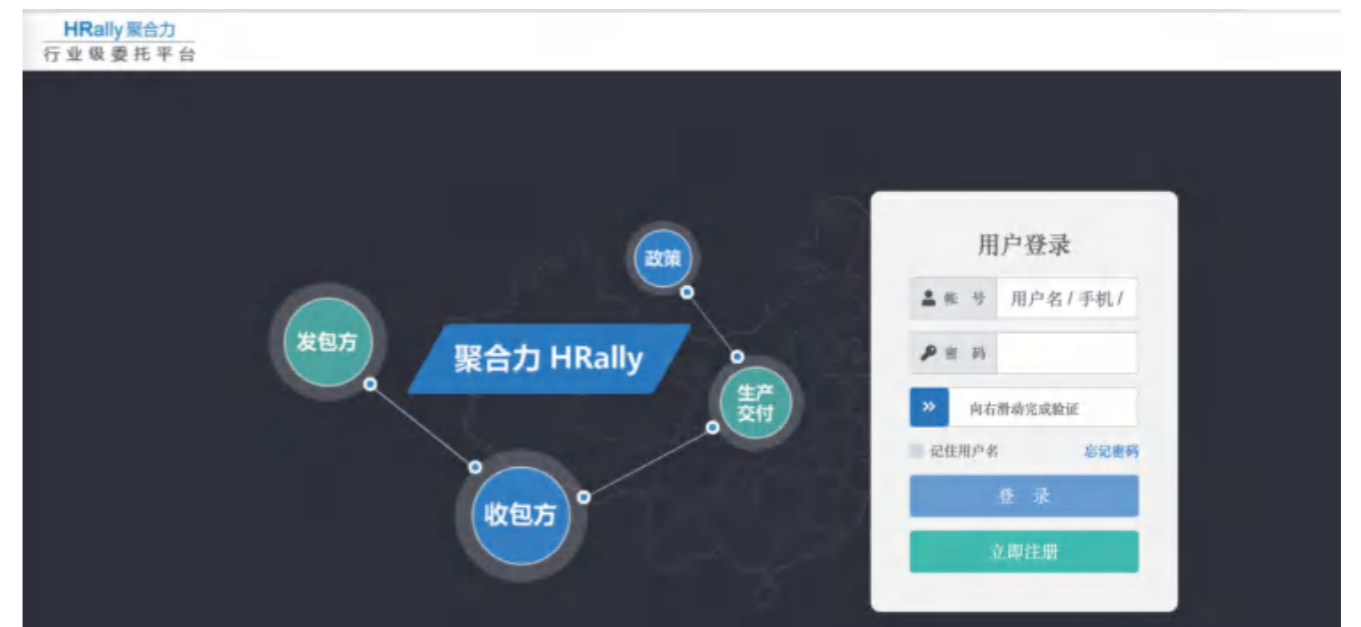 HRally聚合力
行业级委托平台
政策
发包方
聚合力 HRally
生产
交付
收包方
用户登录
帐 号 用户名 / 手机 /
密 码
向右滑动完成验证
记住用户名 忘记密码
登 录
立即注册